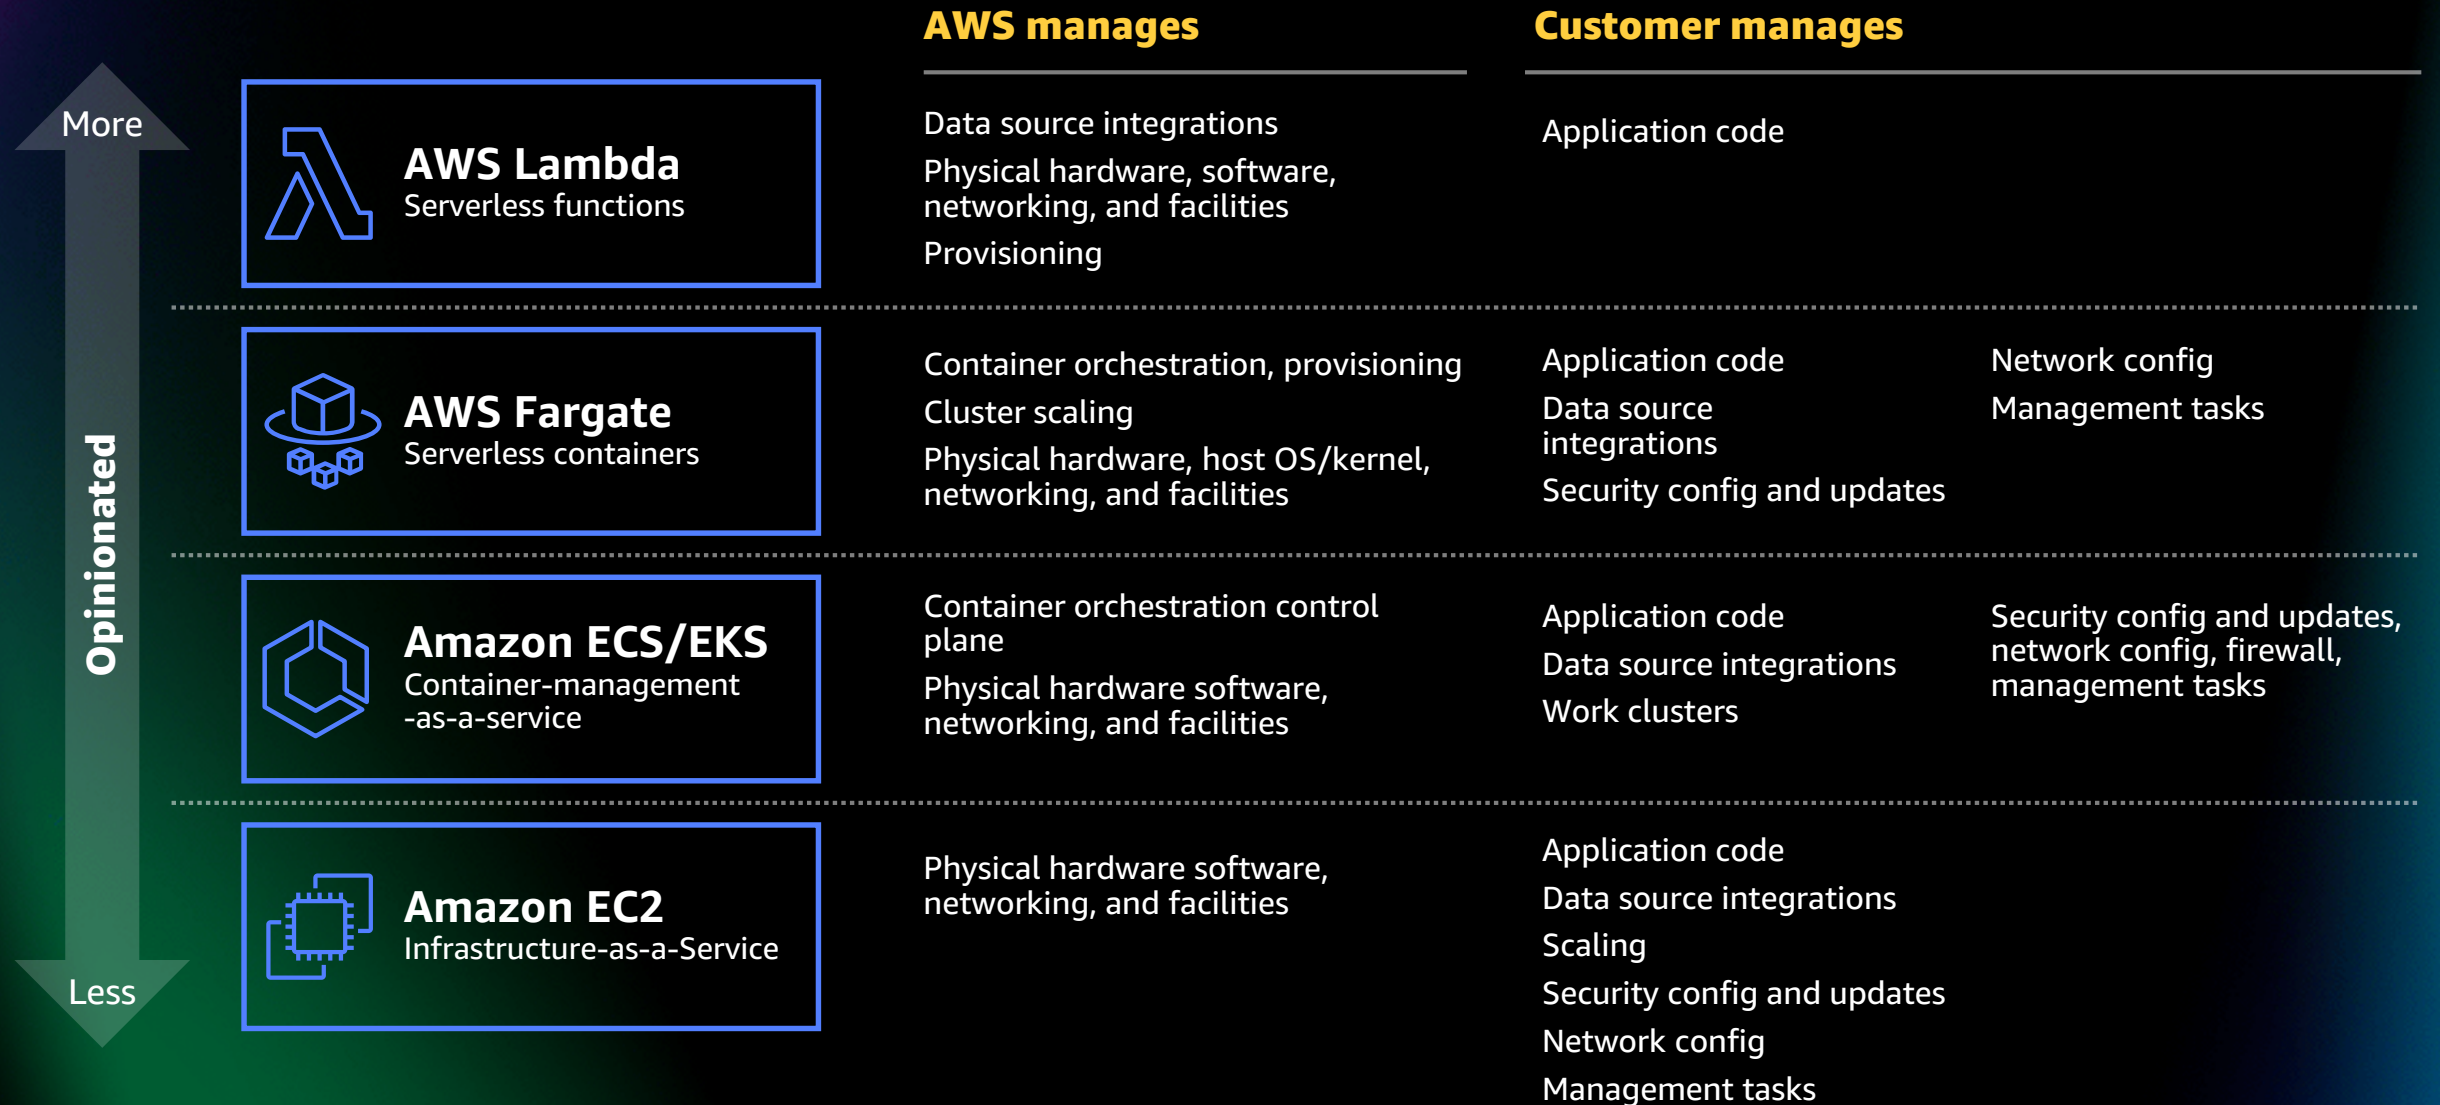 AWS manages
Customer manages
More
Opinionated
Less
AWS Lambda
Serverless functions
Data source integrations
Physical hardware, software,
networking, and facilities
Provisioning
Application code
AWS Fargate
Serverless containers
Container orchestration, provisioning
Cluster scaling
Physical hardware, host OS/kernel,
networking, and facilities
Application code
Data source
integrations
Security config and updates
Network config
Management tasks
Amazon ECS/EKS
Container-management
-as-a-service
Container orchestration control
plane
Physical hardware software,
networking, and facilities
Application code
Data source integrations
Work clusters
Security config and updates,
network config, firewall,
management tasks
Amazon EC2
Infrastructure-as-a-Service
Physical hardware software,
networking, and facilities
Application code
Data source integrations
Scaling
Security config and updates
Network config
Management tasks